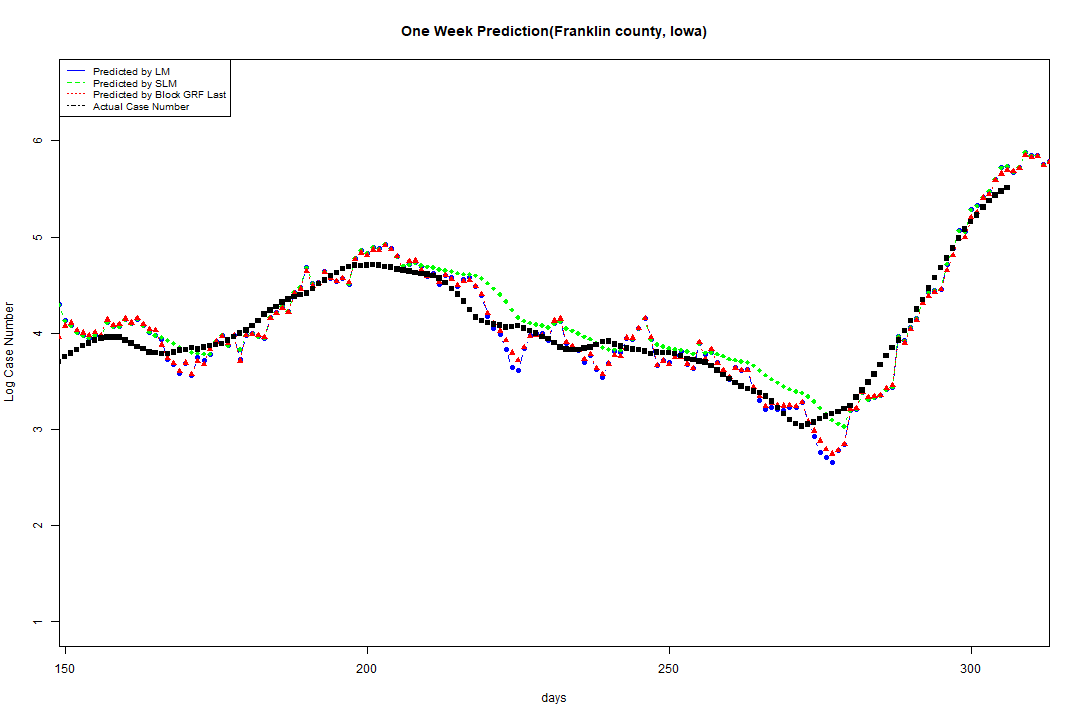 One Week Prediction(Franklin county, Iowa)
Predicted by LM
Predicted by SLM
Predicted by Block GRF Last
Actual Case Number
6
5
4
3
2
1
Log Case Number
150 200 250 300
days